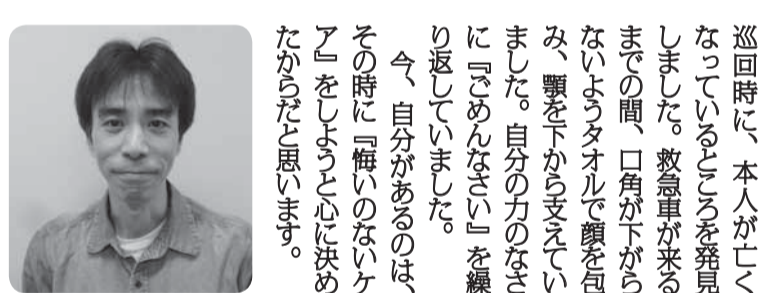 巡回時に、本人が亡く
なっているところを発見
しました。救急車が来る
までの間、口角が下がら
ないようタオルで顔を包
み、顎を下から支えてい
ました。自分の力のなさ
に『ごめんなさい』を繰
り返していました。
今、自分があるのは、
その時に『悔いのないケ
ア』をしようと心に決め
たからだと思います。